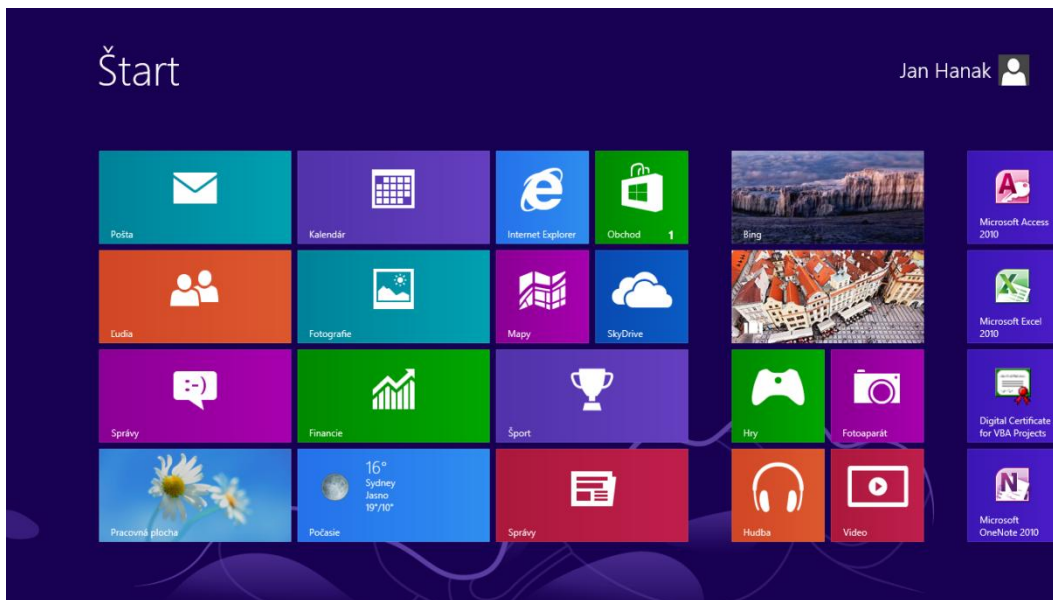 Štart
Jan Hanak
Pošta
Kalendár
Internet Explorer
Obchod
1
Bing
Microsoft Access
2010
Ľudia
Fotografie
Mapy
SkyDrive
Microsoft Excel
2010
Správy
Financie
Šport
Hry
Fotoaparát
Digital Certificate
for VBA Projects
Pracovná plocha
16°
Sydney
Jasno
19°/10°
Počasie
Správy
Hudba
Video
Microsoft
OneNote 2010